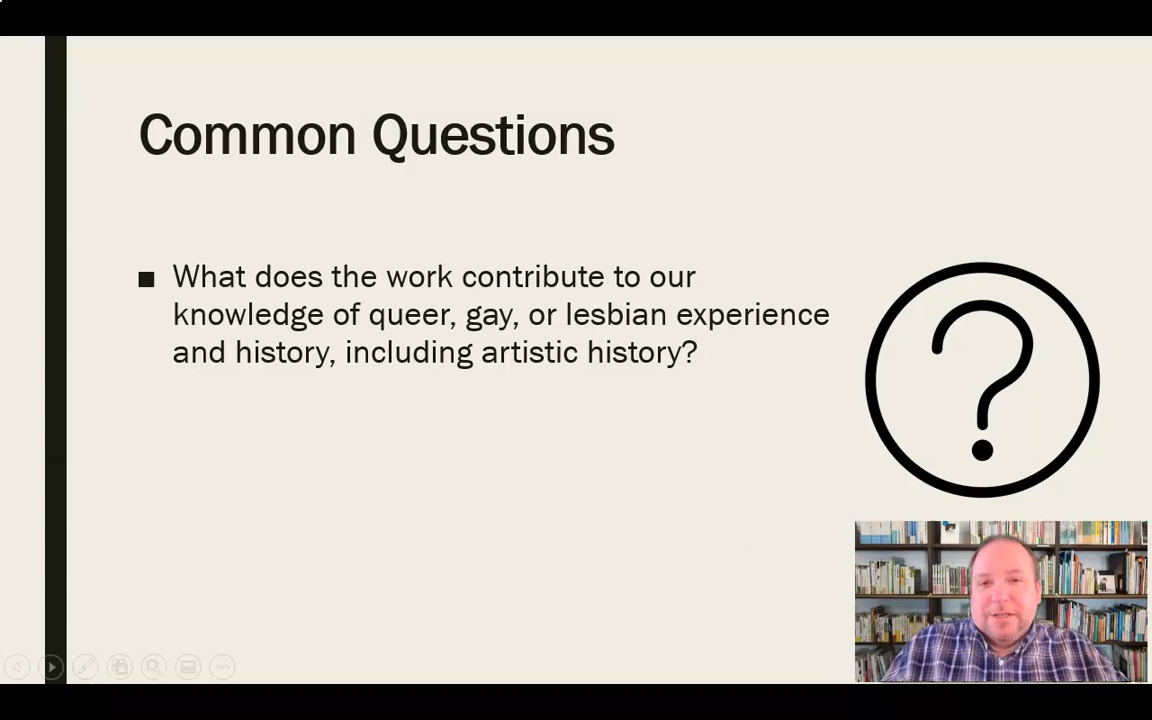 Common Questions
What does the work contribute to our
knowledge of queer, gay, or lesbian experience
and history, including artistic history?